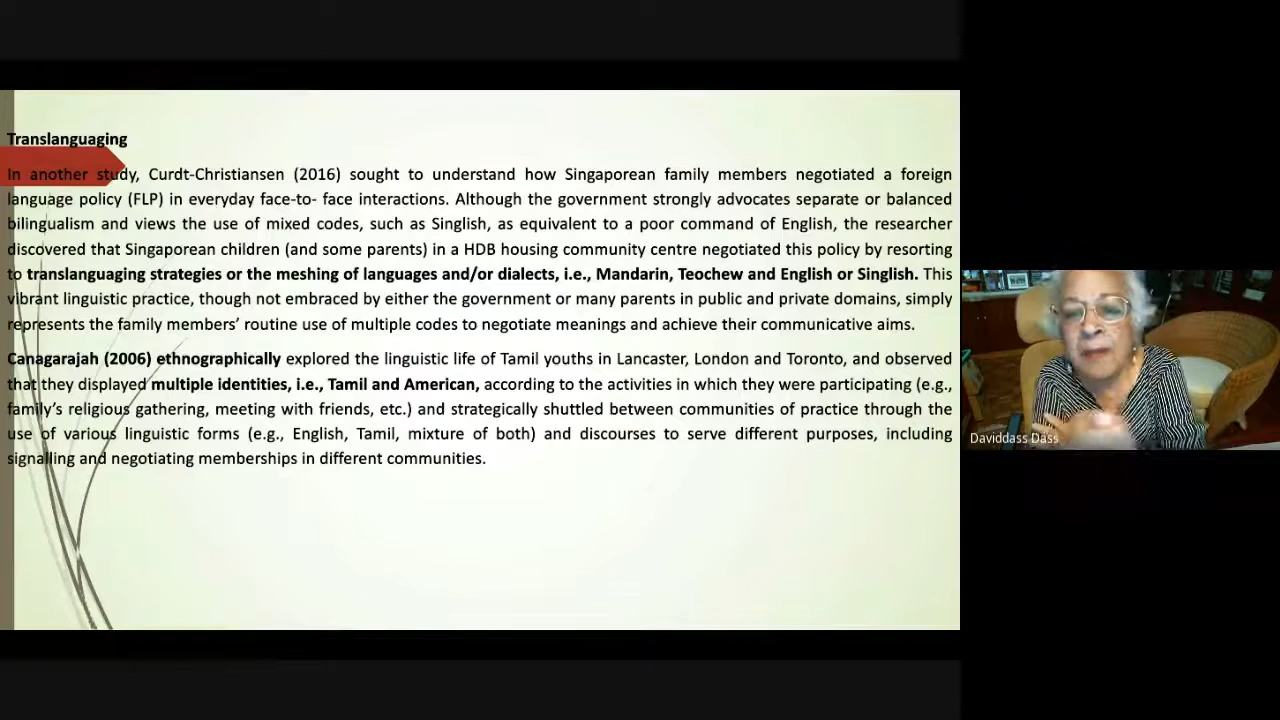 Translanguaging
In another study, Curdt-Christiansen (2016) sought to understand how Singaporean family members negotiated a foreign
language policy (FLP) in everyday face-to- face interactions. Although the government strongly advocates separate or balanced
bilingualism and views the use of mixed codes, such as Singlish, as equivalent to a poor command of English, the researcher
discovered that Singaporean children (and some parents) in a HDB housing community centre negotiated this policy by resorting
to translanguaging strategies or the meshing of languages and/or dialects, i.e., Mandarin, Teochew and English or Singlish. This
vibrant linguistic practice, though not embraced by either the government or many parents in public and private domains, simply
represents the family members’ routine use of multiple codes to negotiate meanings and achieve their communicative aims.
Canagarajah (2006) ethnographically explored the linguistic life of Tamil youths in Lancaster, London and Toronto, and observed
that they displayed multiple identities, i.e., Tamil and American, according to the activities in which they were participating (e.g.,
family’s religious gathering, meeting with friends, etc.) and strategically shuttled between communities of practice through the
use of various linguistic forms (e.g., English, Tamil, mixture of both) and discourses to serve different purposes, including
signalling and negotiating memberships in different communities.
Daviddass Dass